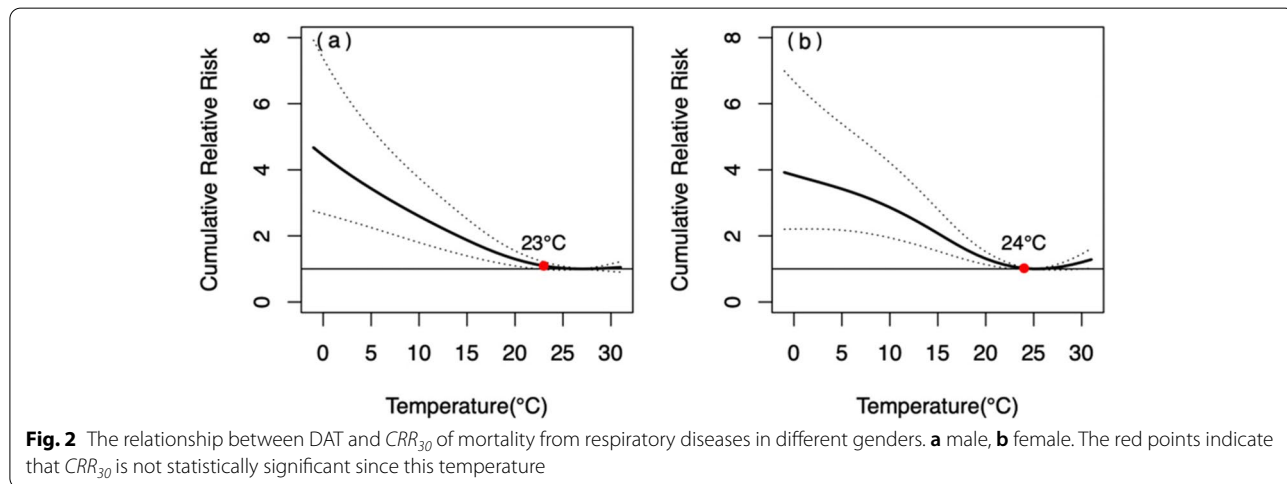 (a)
Cumulative Relative Risk
8
6
4
2
0
23°C
0 5 10 15 20 25 30
Temperature(°C)
(b)
Cumulative Relative Risk
8
6
4
2
0
24°C
0 5 10 15 20 25 30
Temperature(°C)
Fig. 2 The relationship between DAT and CRR30 of mortality from respiratory diseases in different genders. a male, b female. The red points indicate
that CRR30 is not statistically significant since this temperature